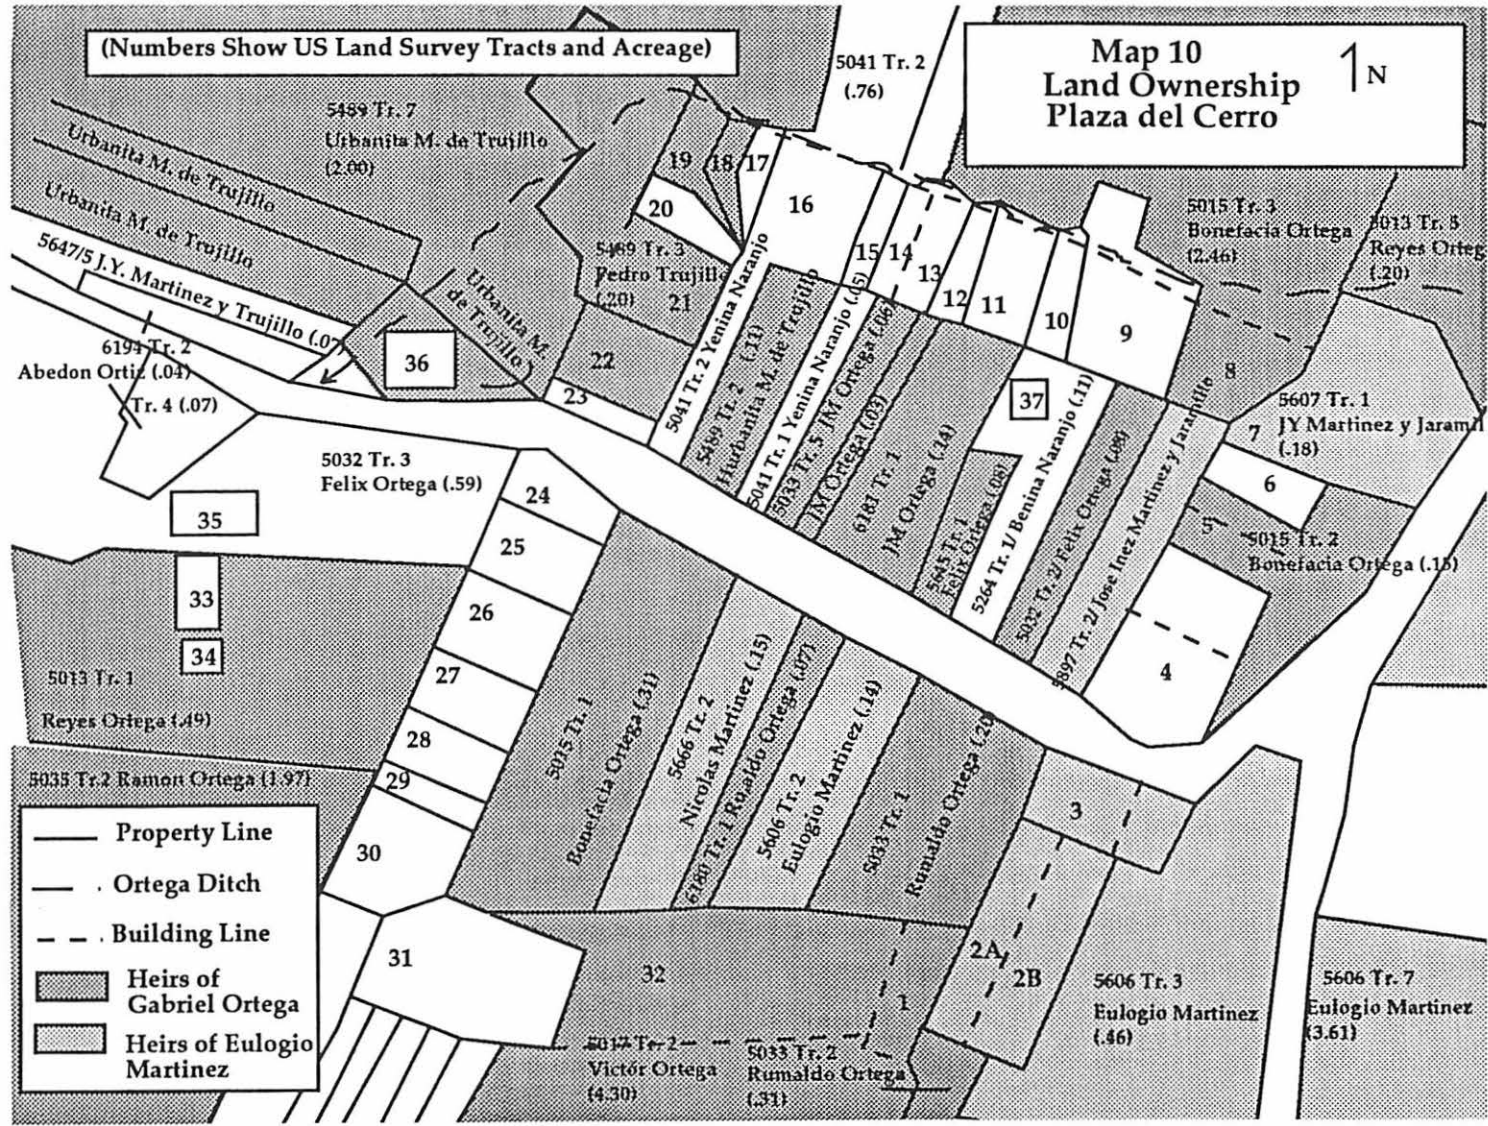 (Numbers Show US Land Survey Tracts and Acreage)
Map 10
Land Ownership
Plaza del Cerro
N
5041 Tr. 2
(.76)
5489 Tr. 7
Urbanita M. de Trujillo
(2.00)
Urbanita M. de Trujillo
Urbanita M. de Trujillo
5647/5 J.Y. Martinez y Trujillo (.07)
6194 Tr. 2
Abedon Ortiz (.04)
Tr. 4 (.07)
36
Urbanita M.
de Trujillo
19
18
17
20
16
5489 Tr. 3
Pedro Trujillo
(.20)
21
22
23
15
14
13
12
11
10
9
5015 Tr. 3
Bonefacia Ortega
(2.46)
5013 Tr. 5
Reyes Orteg
(.20)
8
7
5607 Tr. 1
JY Martinez y Jaramil
(.18)
6
5
5015 Tr. 2
Bonefacia Ortega (.15)
4
37
5041 Tr. 2 Yenina Naranjo
5489 Tr. 2 (.11)
Hurbanita M. de Trujillo
5041 Tr. 1 Yenina Naranjo (.05)
5033 Tr. 5 JM Ortega (.06)
JM Ortega (.03)
6181 Tr. 1
JM Ortega (.14)
5645 Tr. 1
Felix Ortega (.08)
5264 Tr. 1/ Benina Naranjo (.11)
5032 Tr. 2/ Felix Ortega (.08)
5897 Tr. 2/ Jose Inez Martinez y Jaramillo
5032 Tr. 3
Felix Ortega (.59)
35
33
34
5013 Tr. 1
Reyes Ortega (.49)
5035 Tr.2 Ramon Ortega (1.97)
24
25
26
27
28
29
30
31
5015 Tr. 1
Bonefacia Ortega (.31)
5666 Tr. 2
Nicolas Martinez (.15)
6180 Tr. 1 Romaldo Ortega (.07)
5606 Tr. 2
Eulogio Martinez (.14)
5033 Tr. 1
Rumaldo Ortega (.20)
3
2A
2B
1
32
5017 Tr. 2
Victor Ortega
(4.30)
5033 Tr. 2
Rumaldo Ortega
(.31)
5606 Tr. 3
Eulogio Martinez
(.46)
5606 Tr. 7
Eulogio Martinez
(3.61)
Property Line
Ortega Ditch
Building Line
Heirs of
Gabriel Ortega
Heirs of Eulogio
Martinez